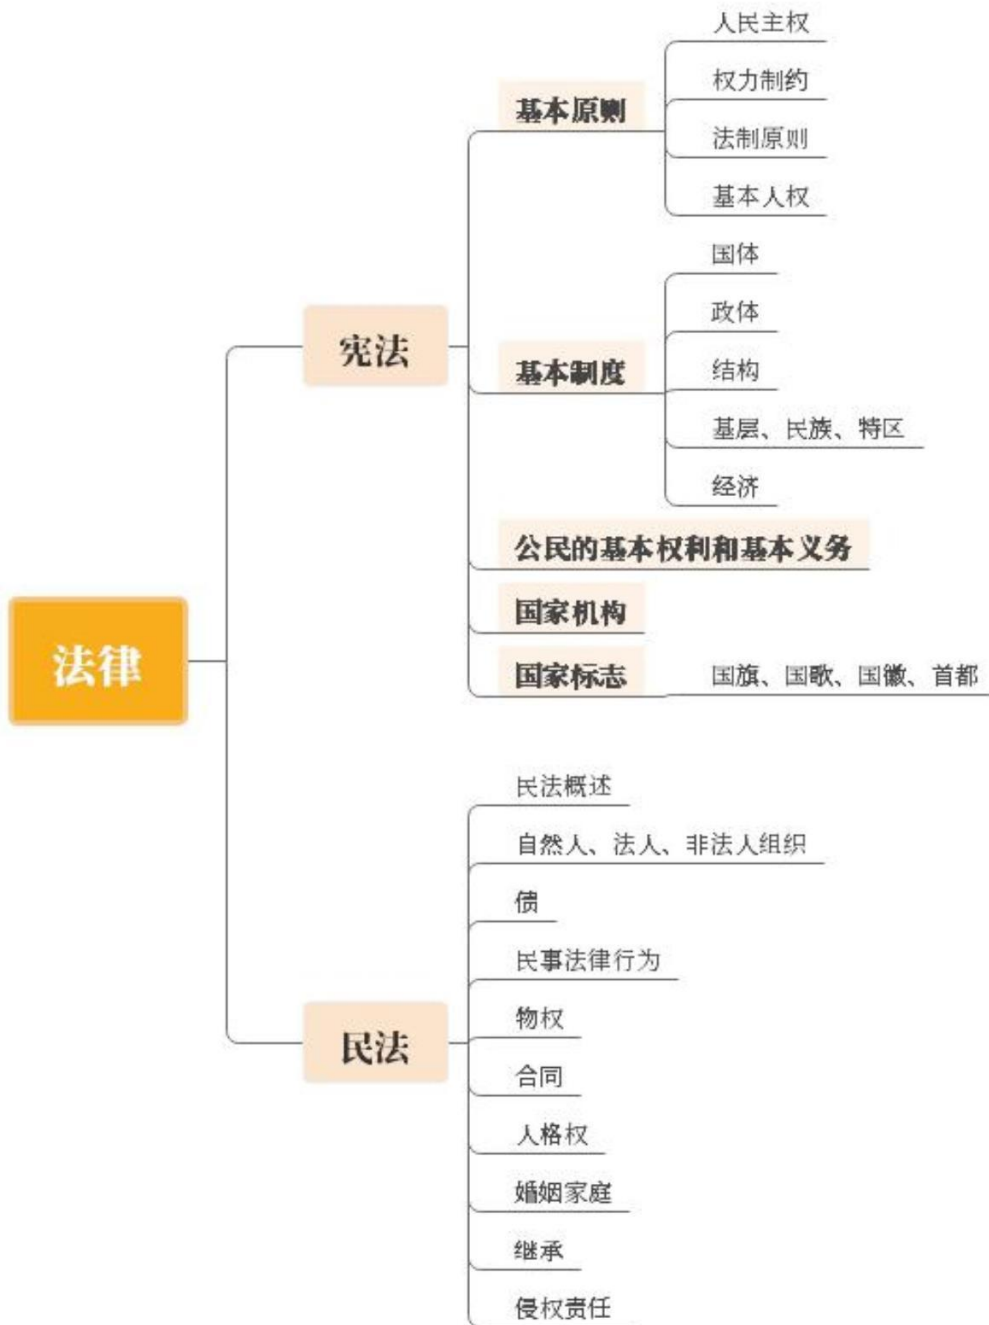 法律
宪法
基本原则
人民主权
权力制约
法制原则
基本人权
基本制度
国体
政体
结构
基层、民族、特区
经济
公民的基本权利和基本义务
国家机构
国家标志
国旗、国歌、国徽、首都
民法
民法概述
自然人、法人、非法人组织
债
民事法律行为
物权
合同
人格权
婚姻家庭
继承
侵权责任